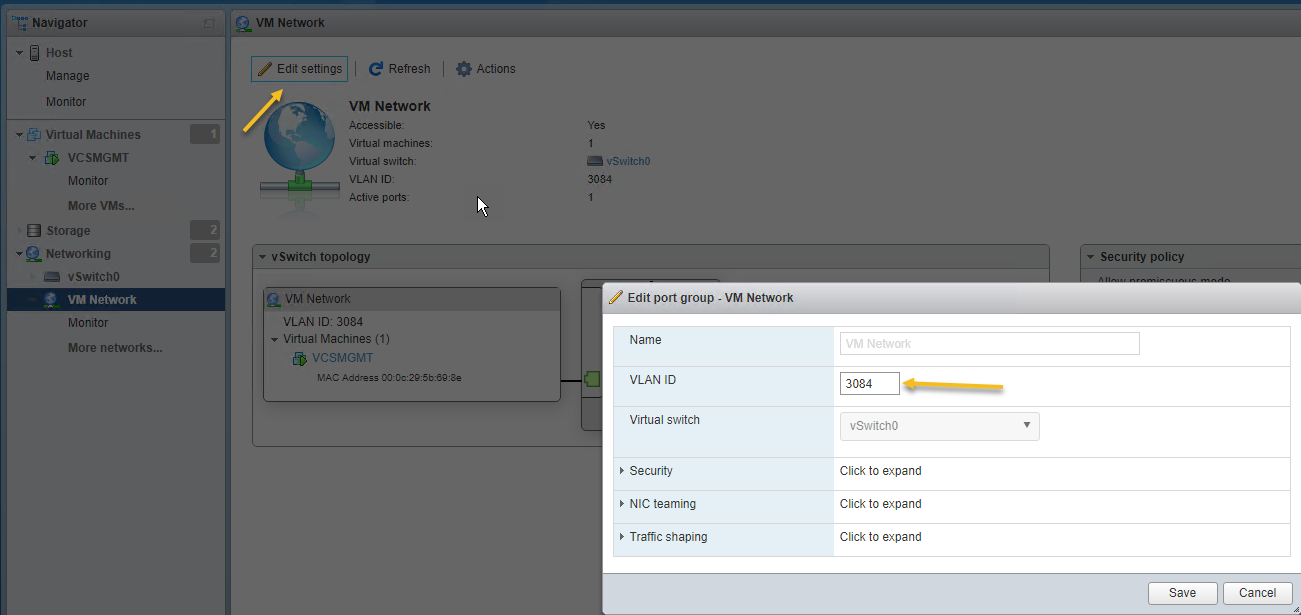 Navigator
Host
Manage
Monitor
Virtual Machines 1
VCSMGMT
Monitor
More VMs...
Storage 2
Networking 2
vSwitch0
VM Network
Monitor
More networks...
VM Network
Edit settings Refresh Actions
VM Network
Accessible: Yes
Virtual machines: 1
Virtual switch: vSwitch0
VLAN ID: 3084
Active ports: 1
vSwitch topology
VM Network
VLAN ID: 3084
Virtual Machines (1)
VCSMGMT
MAC Address 00:0c:29:5b:69:8e
Security policy
Allow promiscuous mode
Edit port group - VM Network
Name VM Network
VLAN ID 3084
Virtual switch vSwitch0
Security Click to expand
NIC teaming Click to expand
Traffic shaping Click to expand
Save Cancel